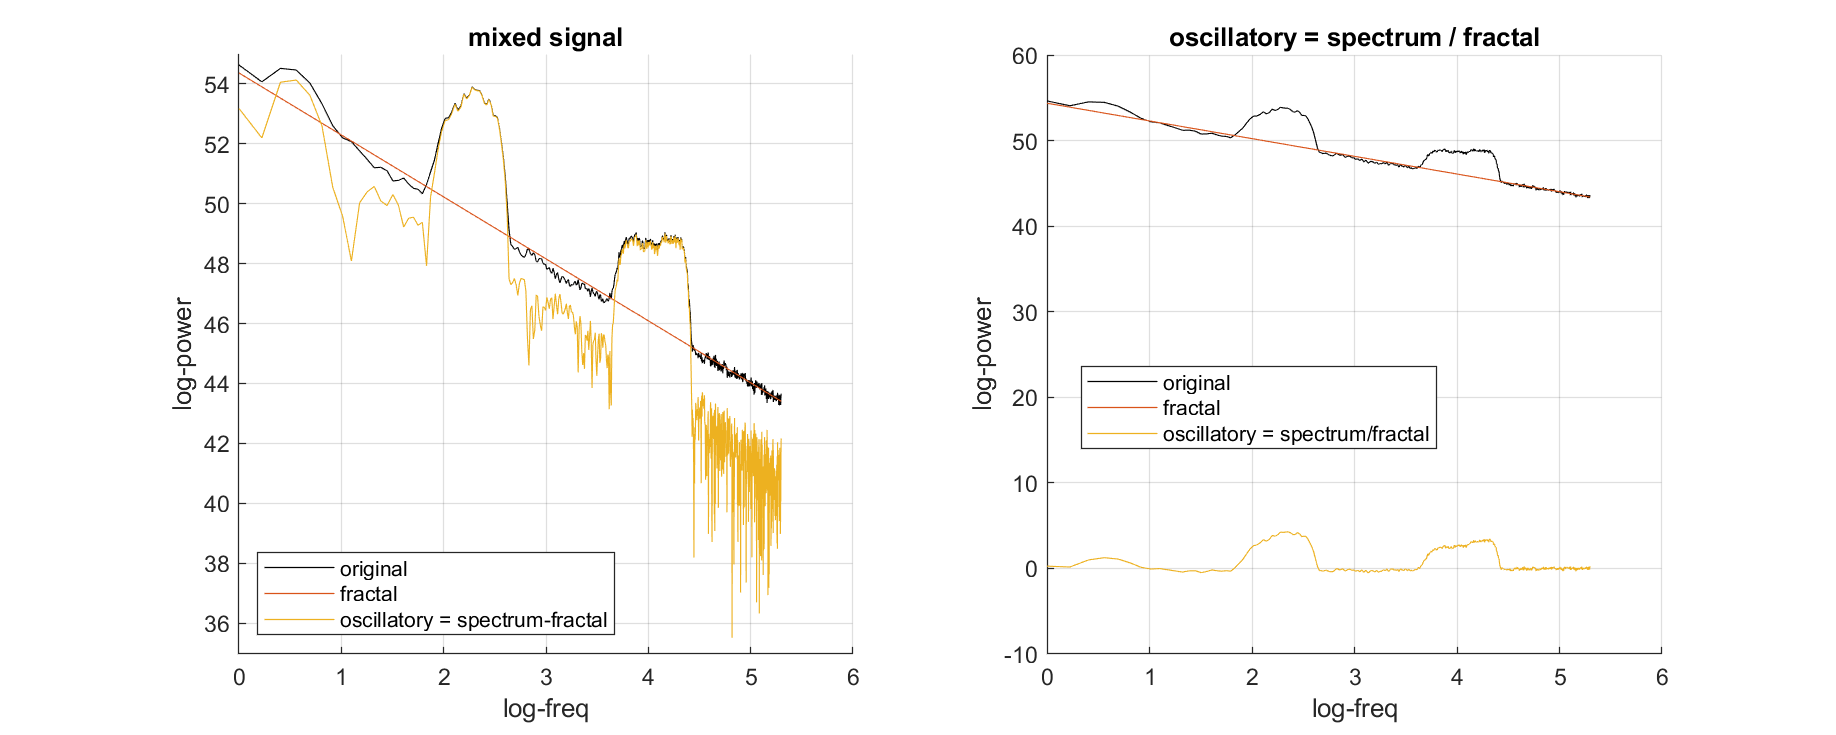 mixed signal
54
52
50
48
46
44
42
40
38
36
log-power
original
fractal
oscillatory = spectrum-fractal
0 1 2 3 4 5 6
log-freq
oscillatory = spectrum / fractal
60
50
40
30
20
10
0
-10
log-power
original
fractal
oscillatory = spectrum/fractal
0 1 2 3 4 5 6
log-freq